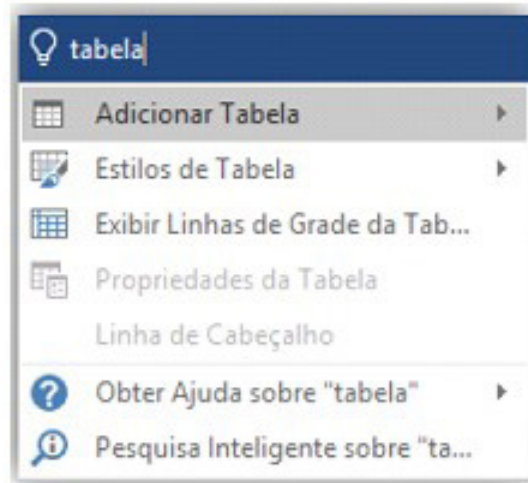 tabela
Adicionar Tabela
Estilos de Tabela
Exibir Linhas de Grade da Tab...
Propriedades da Tabela
Linha de Cabeçalho
Obter Ajuda sobre "tabela"
Pesquisa Inteligente sobre "ta...